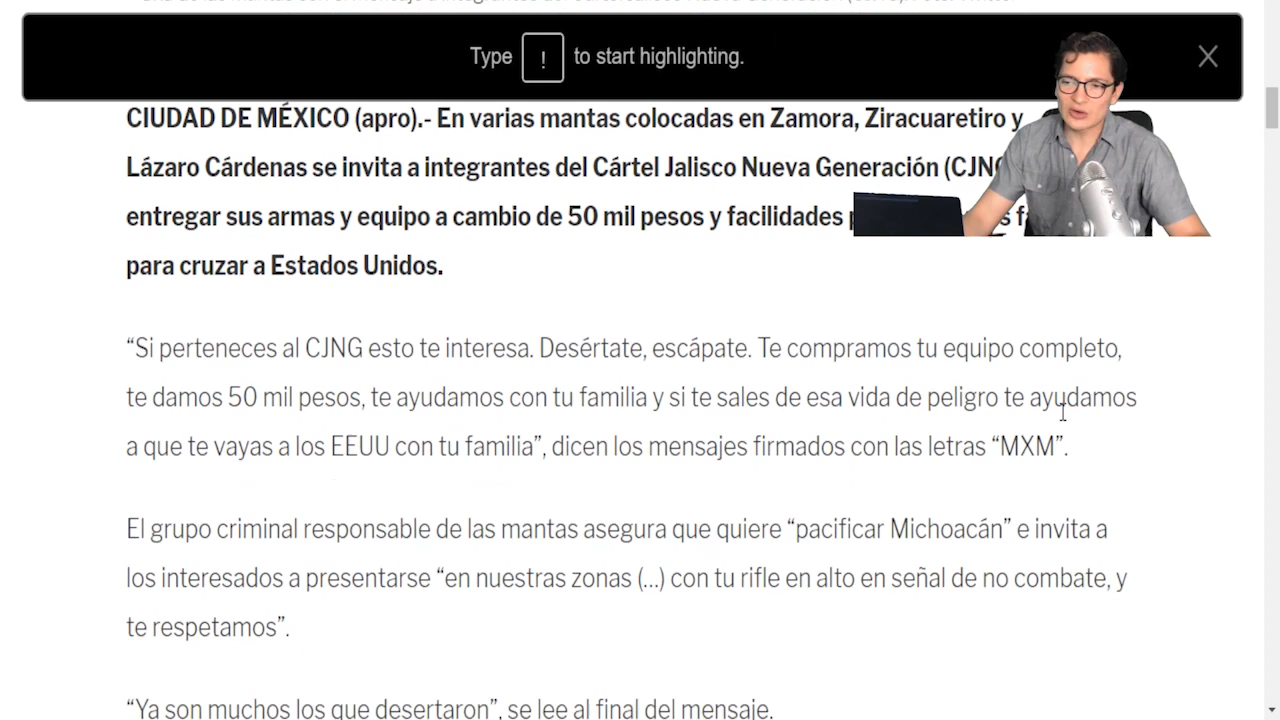 Type ! to start highlighting.
CIUDAD DE MÉXICO (apro).- En varias mantas colocadas en Zamora, Ziracuaretiro y
Lázaro Cárdenas se invita a integrantes del Cártel Jalisco Nueva Generación (CJNG
entregar sus armas y equipo a cambio de 50 mil pesos y facilidades
para cruzar a Estados Unidos.
“Si perteneces al CJNG esto te interesa. Desértate, escápate. Te compramos tu equipo completo,
te damos 50 mil pesos, te ayudamos con tu familia y si te sales de esa vida de peligro te ayudamos
a que te vayas a los EEUU con tu familia”, dicen los mensajes firmados con las letras “MXM”.
El grupo criminal responsable de las mantas asegura que quiere “pacificar Michoacán” e invita a
los interesados a presentarse “en nuestras zonas (...) con tu rifle en alto en señal de no combate, y
te respetamos”.
“Ya son muchos los que desertaron”, se lee al final del mensaje.